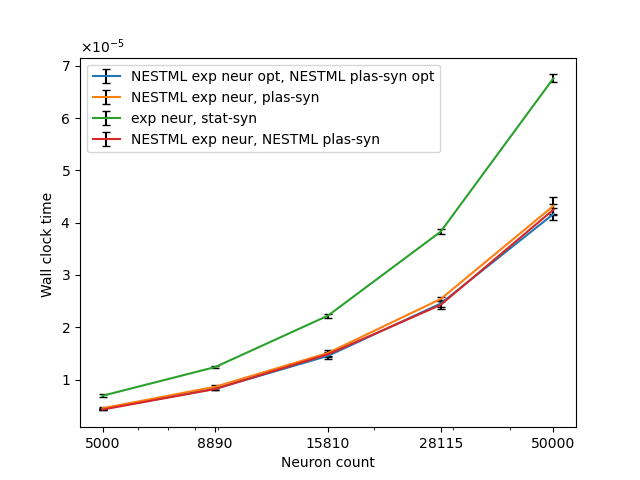 ×10⁻⁵
7
6
5
4
3
2
1
Wall clock time
NESTML exp neur opt, NESTML plas-syn opt
NESTML exp neur, plas-syn
exp neur, stat-syn
NESTML exp neur, NESTML plas-syn
5000 8890 15810 28115 50000
Neuron count